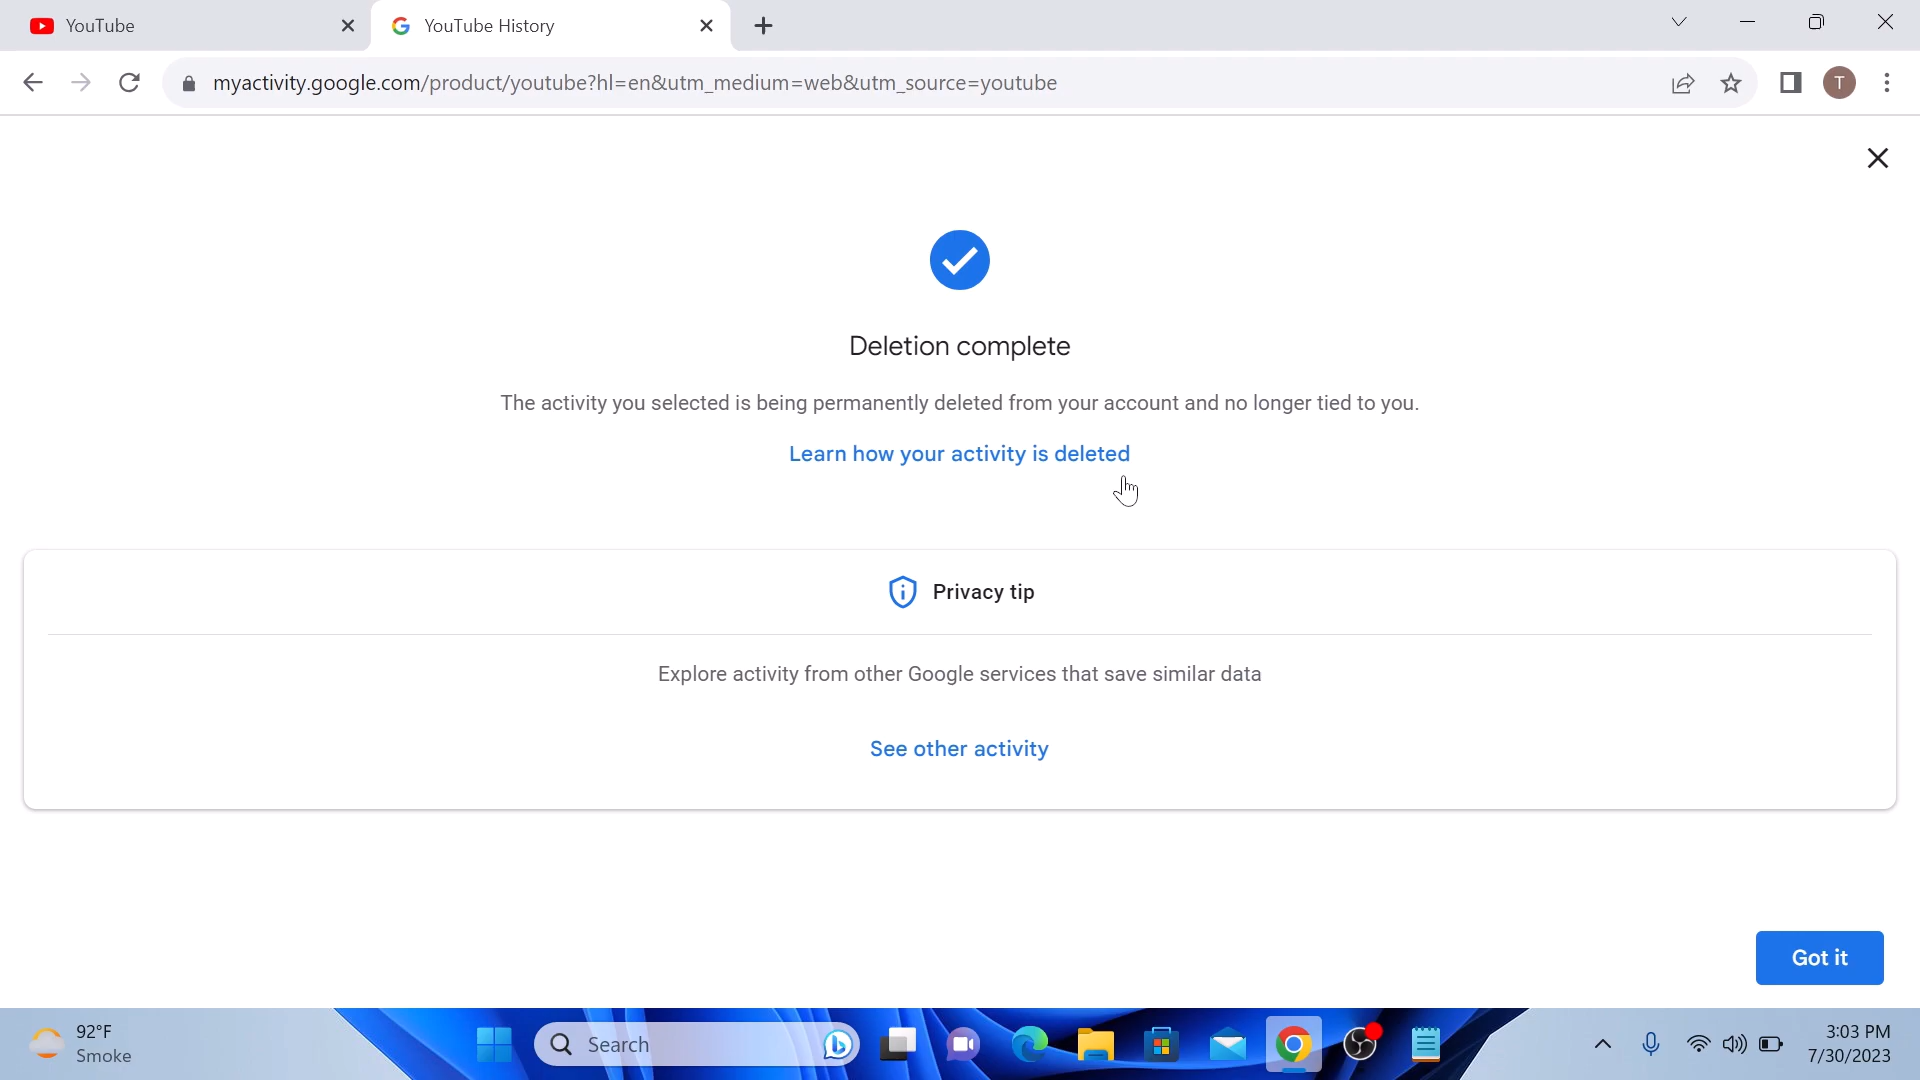 YouTube
YouTube History
myactivity.google.com/product/youtube?hl=en&utm_medium=web&utm_source=youtube
T
Deletion complete
The activity you selected is being permanently deleted from your account and no longer tied to you.
Learn how your activity is deleted
Privacy tip
Explore activity from other Google services that save similar data
See other activity
Got it
92°F
Smoke
Search
3:03 PM
7/30/2023